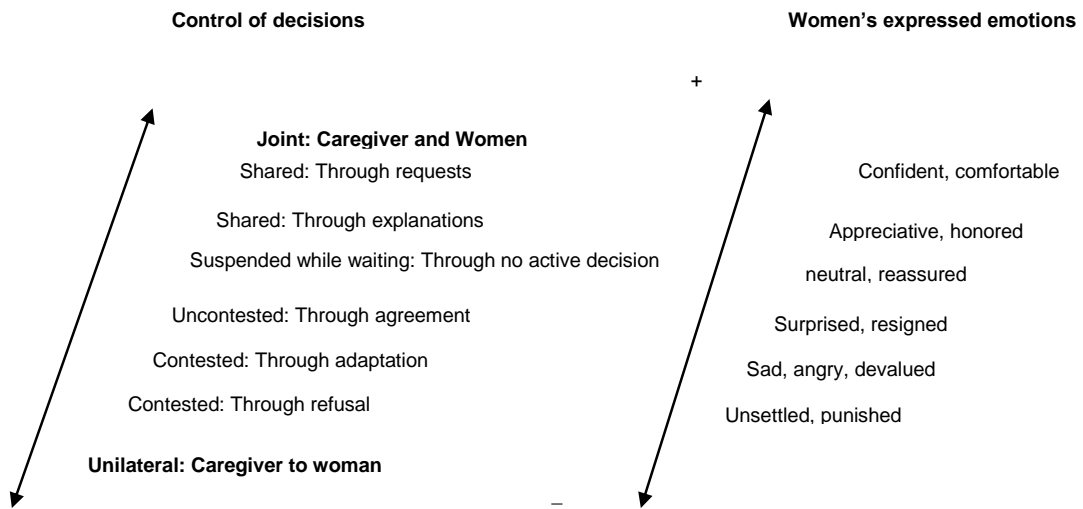 Control of decisions
Women’s expressed emotions
+
Joint: Caregiver and Women
Shared: Through requests
Confident, comfortable
Shared: Through explanations
Appreciative, honored
Suspended while waiting: Through no active decision
neutral, reassured
Uncontested: Through agreement
Surprised, resigned
Contested: Through adaptation
Sad, angry, devalued
Contested: Through refusal
Unsettled, punished
Unilateral: Caregiver to woman
–